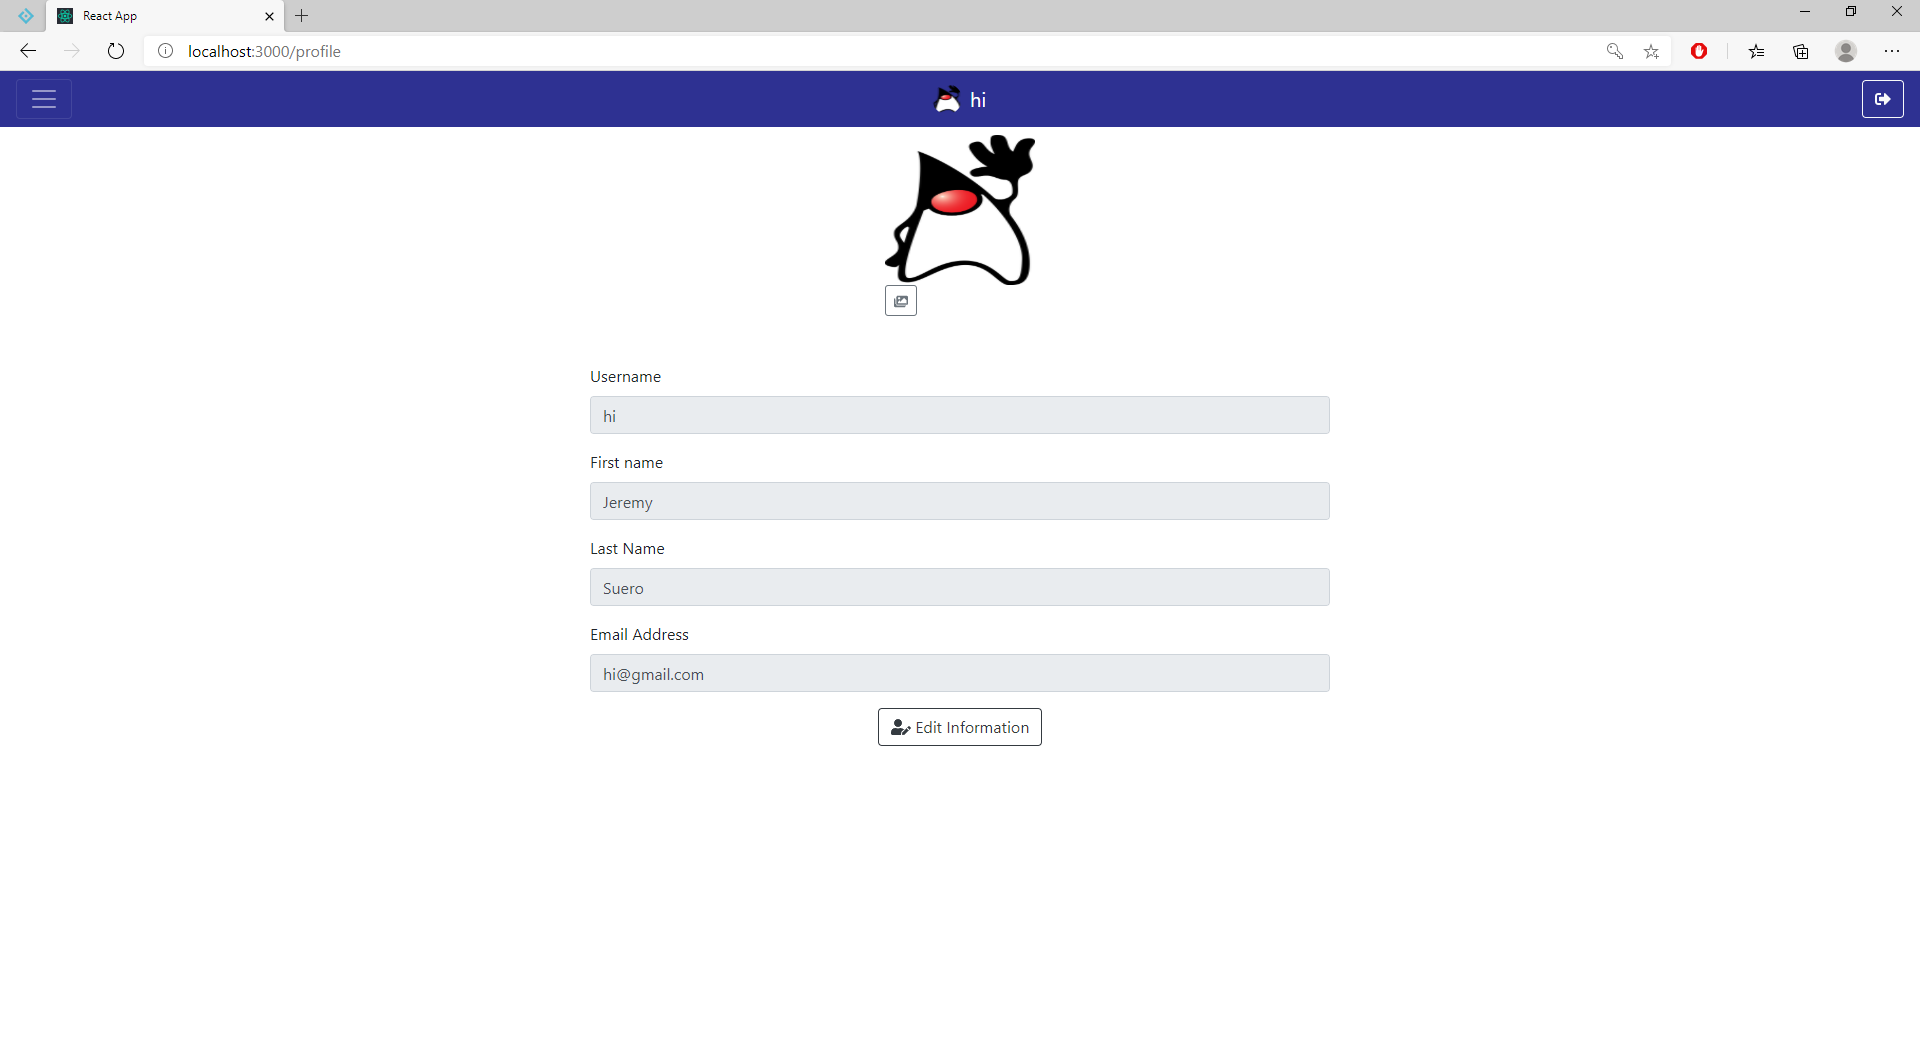 React App
localhost:3000/profile
hi
Username
hi
First name
Jeremy
Last Name
Suero
Email Address
hi@gmail.com
Edit Information